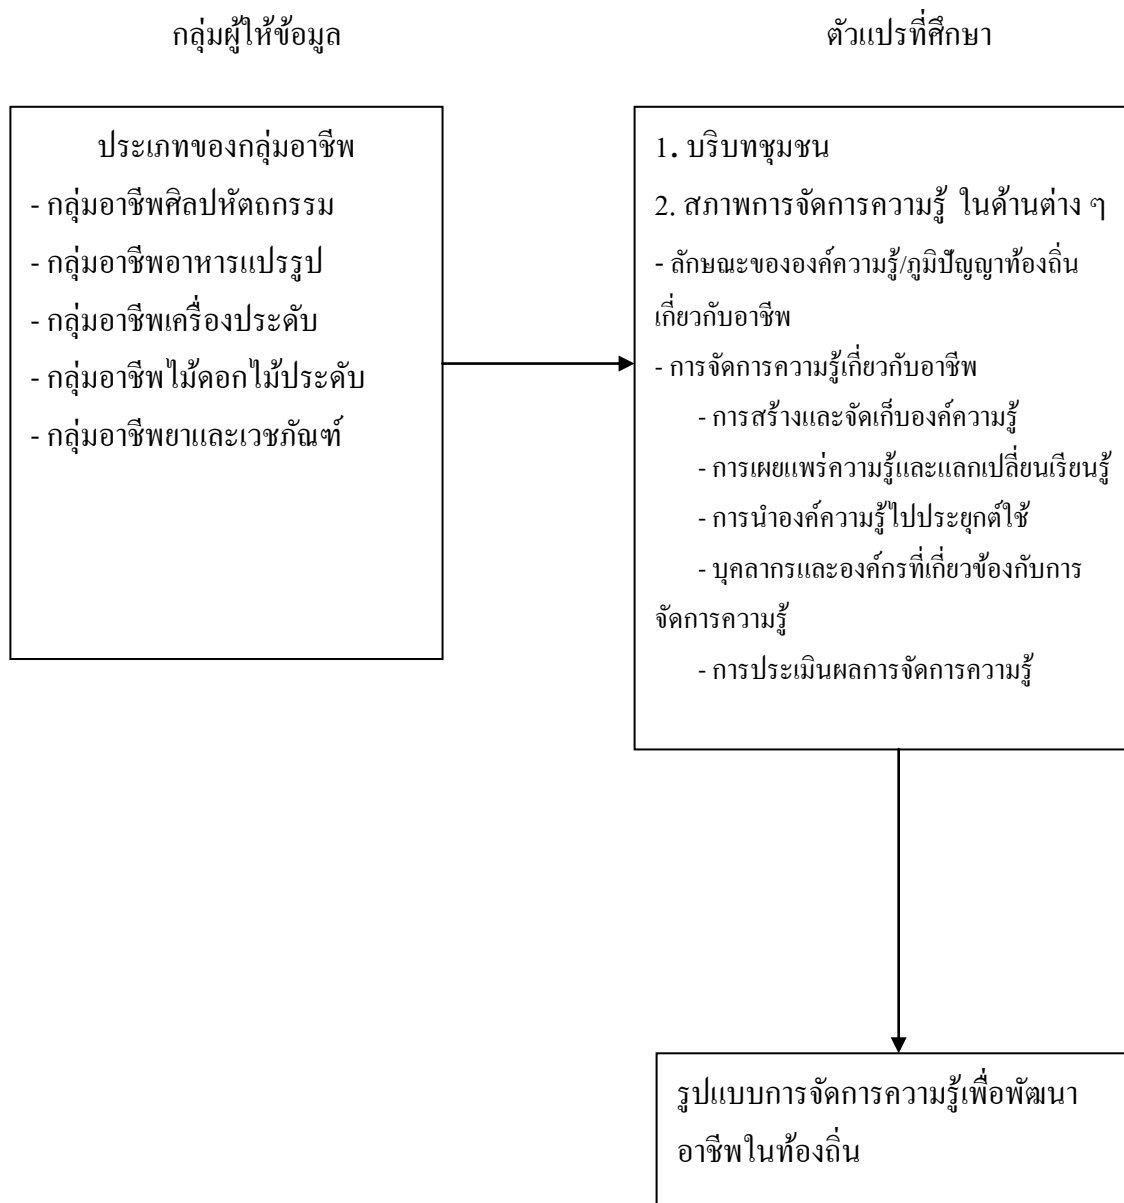 กลุ่มผู้ให้ข้อมูล
ตัวแปรที่ศึกษา
ประเภทของกลุ่มอาชีพ
- กลุ่มอาชีพศิลปหัตถกรรม
- กลุ่มอาชีพอาหารแปรรูป
- กลุ่มอาชีพเครื่องประดับ
- กลุ่มอาชีพไม้ดอกไม้ประดับ
- กลุ่มอาชีพยาและเวชภัณฑ์
1. บริบทชุมชน
2. สภาพการจัดการความรู้ ในด้านต่าง ๆ
- ลักษณะขององค์ความรู้/ภูมิปัญญาท้องถิ่น
เกี่ยวกับอาชีพ
- การจัดการความรู้เกี่ยวกับอาชีพ
- การสร้างและจัดเก็บองค์ความรู้
- การเผยแพร่ความรู้และแลกเปลี่ยนเรียนรู้
- การนำองค์ความรู้ไปประยุกต์ใช้
- บุคลากรและองค์กรที่เกี่ยวข้องกับการ
จัดการความรู้
- การประเมินผลการจัดการความรู้
รูปแบบการจัดการความรู้เพื่อพัฒนา
อาชีพในท้องถิ่น